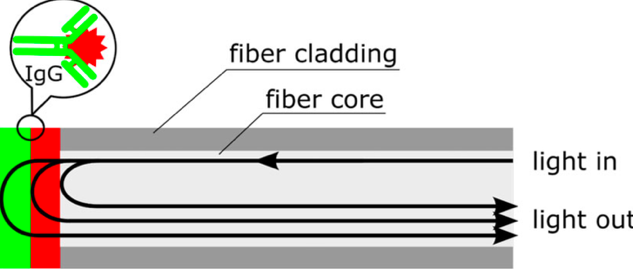 fiber cladding
IgG
fiber core
light in
light out